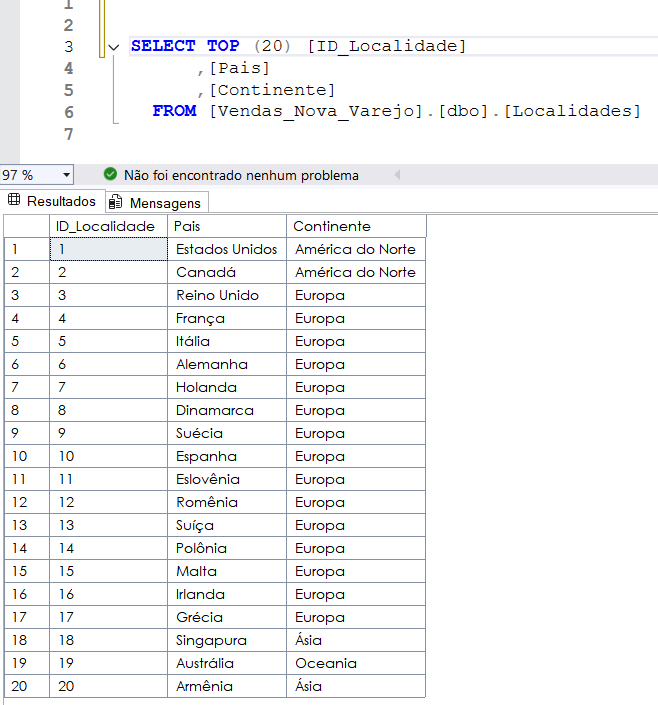 1
2
3 SELECT TOP (20) [ID_Localidade]
4 ,[Pais]
5 ,[Continente]
6 FROM [Vendas_Nova_Varejo].[dbo].[Localidades]
7
97 % Não foi encontrado nenhum problema
Resultados Mensagens
ID_Localidade Pais Continente
1 1 Estados Unidos América do Norte
2 2 Canadá América do Norte
3 3 Reino Unido Europa
4 4 França Europa
5 5 Itália Europa
6 6 Alemanha Europa
7 7 Holanda Europa
8 8 Dinamarca Europa
9 9 Suécia Europa
10 10 Espanha Europa
11 11 Eslovênia Europa
12 12 Romênia Europa
13 13 Suíça Europa
14 14 Polônia Europa
15 15 Malta Europa
16 16 Irlanda Europa
17 17 Grécia Europa
18 18 Singapura Ásia
19 19 Austrália Oceania
20 20 Armênia Ásia